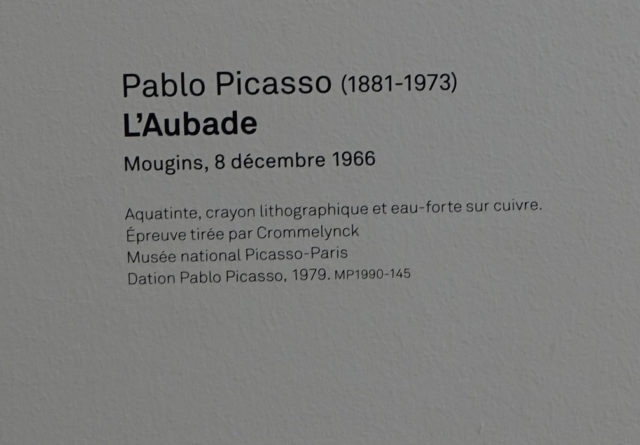 Pablo Picasso (1881-1973)
L'Aubade
Mougins, 8 décembre 1966
Aquatinte, crayon lithographique et eau-forte sur cuivre.
Épreuve tirée par Crommelynck
Musée national Picasso-Paris
Dation Pablo Picasso, 1979. MP1990-145